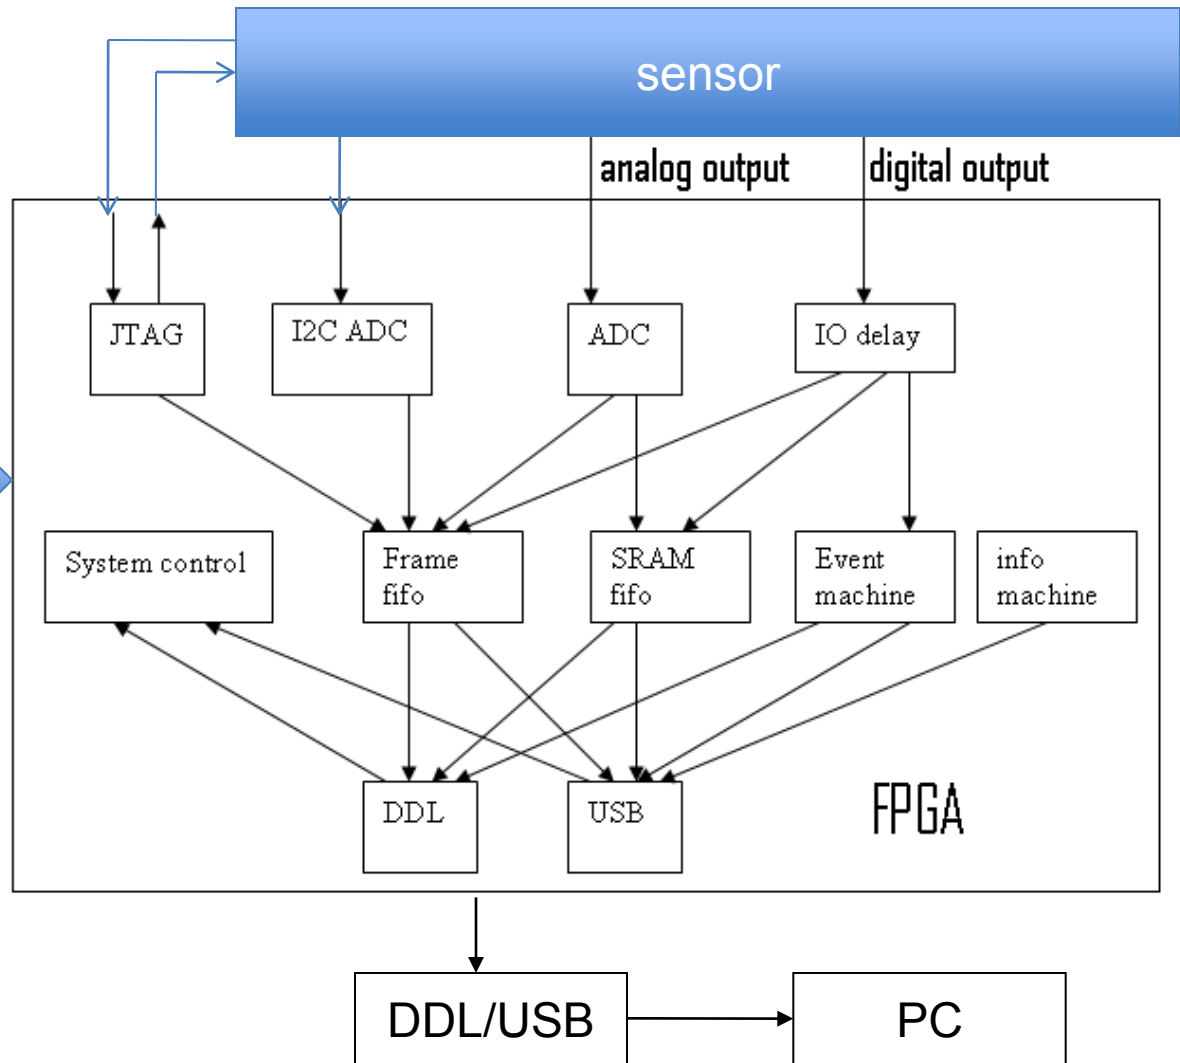 sensor
analog output
digital output
JTAG
I2C ADC
ADC
IO delay
System control
Frame
fifo
SRAM
fifo
Event
machine
info
machine
DDL
USB
FPGA
DDL/USB
PC